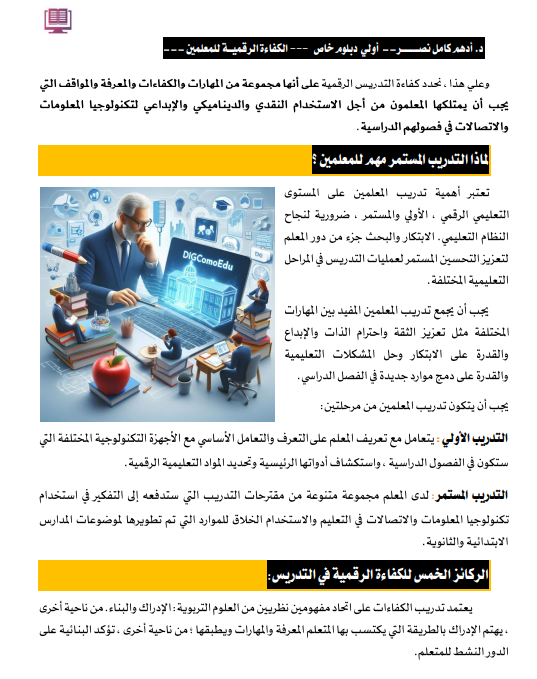 د. أدهم كامل نصـــــر-- أولي دبلوم خاص --- الكفاءة الرقميـة للمعلمين ---
وعلي هذا ، نحدد كفاءة التدريس الرقمية على أنها مجموعة من المهارات والكفاءات والمعرفة والمواقف التي
يجب أن يمتلكها المعلمون من أجل الاستخدام النقدي والديناميكي والإبداعي لتكنولوجيا المعلومات
والاتصالات في فصولهم الدراسية .
لماذا التدريب المستمر مهم للمعلمين ؟
تعتبر أهمية تدريب المعلمين على المستوى
التعليمي الرقمي ، الأولي والمستمر ، ضرورية لنجاح
النظام التعليمي. الابتكار والبحث جزء من دور المعلم
لتعزيز التحسين المستمر لعمليات التدريس في المراحل
التعليمية المختلفة.
DIGComoEdu
يجب أن يجمع تدريب المعلمين المفيد بين المهارات
المختلفة مثل تعزيز الثقة واحترام الذات والإبداع
والقدرة على الابتكار وحل المشكلات التعليمية
والقدرة على دمج موارد جديدة في الفصل الدراسي.
يجب أن يتكون تدريب المعلمين من مرحلتين:
التدريب الأولي : يتعامل مع تعريف المعلم على التعرف والتعامل الأساسي مع الأجهزة التكنولوجية المختلفة التي
ستكون في الفصول الدراسية ، واستكشاف أدواتها الرئيسية وتحديد المواد التعليمية الرقمية.
التدريب المستمر: لدى المعلم مجموعة متنوعة من مقترحات التدريب التي ستدفعه إلى التفكير في استخدام
تكنولوجيا المعلومات والاتصالات في التعليم والاستخدام الخلاق للموارد التي تم تطويرها لموضوعات المدارس
الابتدائية والثانوية.
الركائز الخمس للكفاءة الرقمية في التدريس:
يعتمد تدريب الكفاءات على اتحاد مفهومين نظريين من العلوم التربوية : الإدراك والبناء. من ناحية أخرى
، يهتم الإدراك بالطريقة التي يكتسب بها المتعلم المعرفة والمهارات ويطبقها ؛ من ناحية أخرى ، تؤكد البنائية على
الدور النشط للمتعلم.